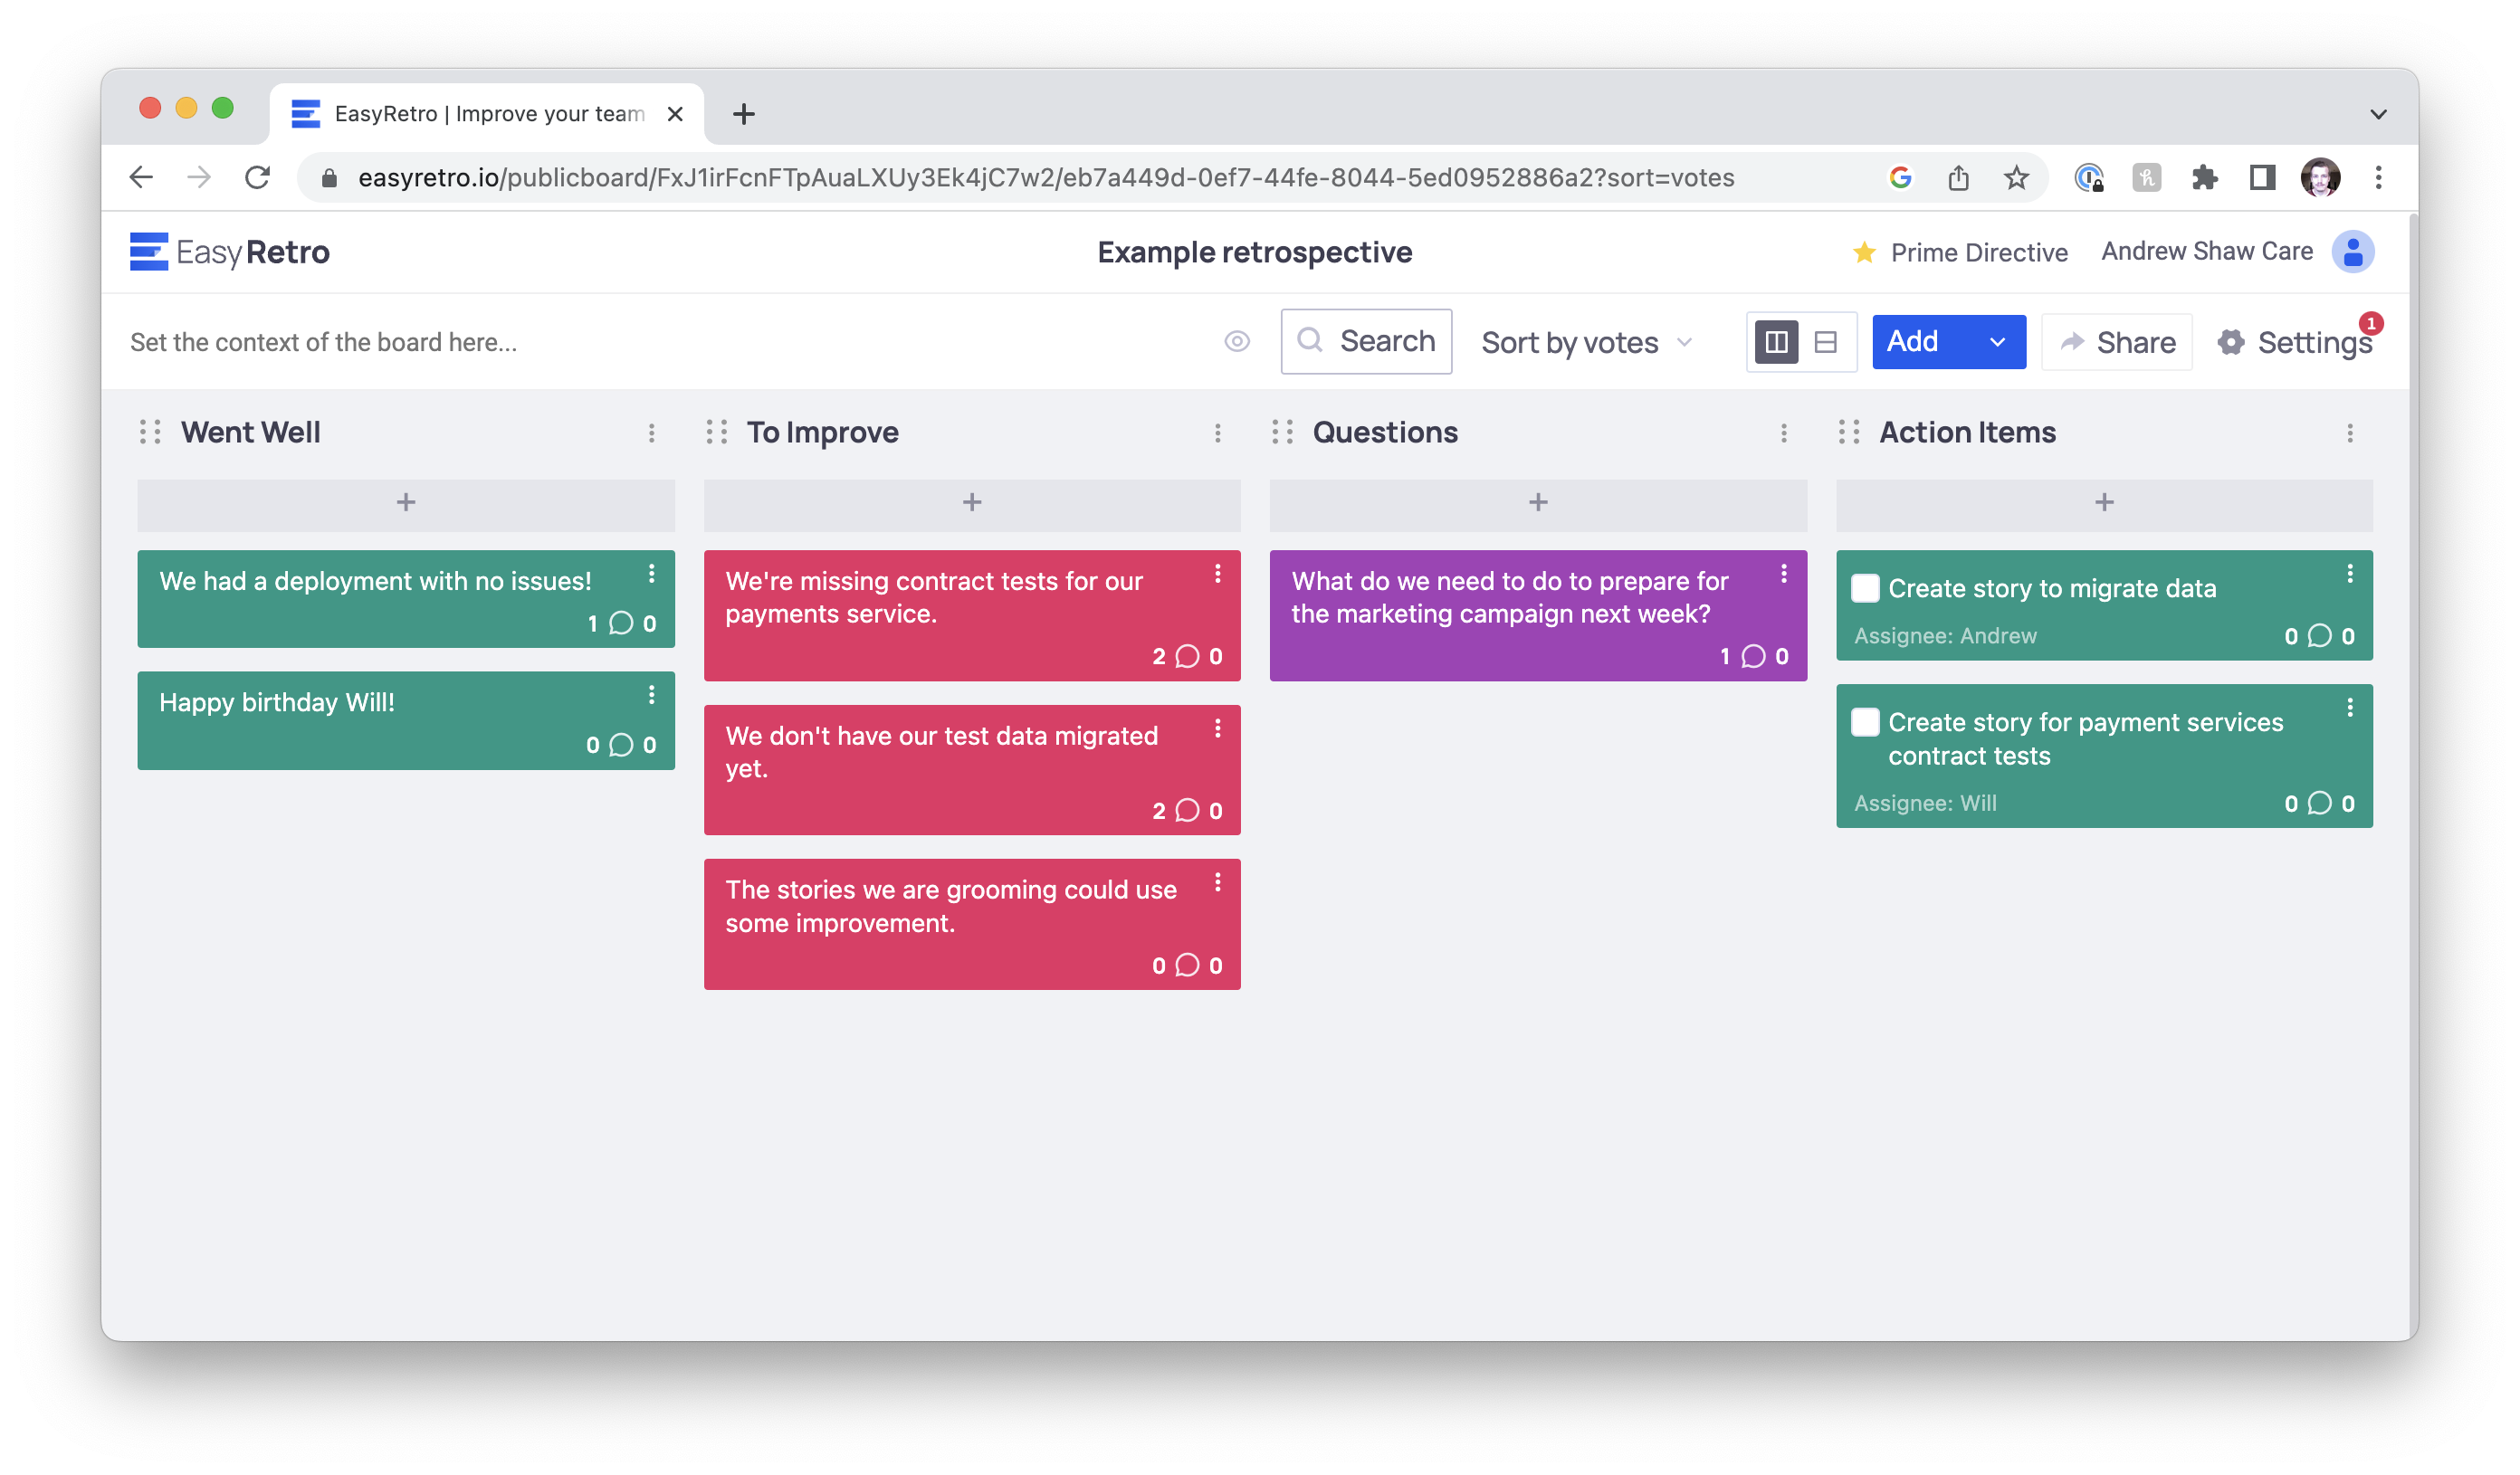 EasyRetro | Improve your team
easyretro.io/publicboard/FxJ1irFcnFTpAuaLXUy3Ek4jC7w2/eb7a449d-0ef7-44fe-8044-5ed0952886a2?sort=votes
EasyRetro
Example retrospective
Prime Directive
Andrew Shaw Care
Set the context of the board here...
Search
Sort by votes
Add
Share
Settings
1
Went Well
To Improve
Questions
Action Items
We had a deployment with no issues!
1 0
Happy birthday Will!
0 0
We're missing contract tests for our
payments service.
2 0
We don't have our test data migrated
yet.
2 0
The stories we are grooming could use
some improvement.
0 0
What do we need to do to prepare for
the marketing campaign next week?
1 0
Create story to migrate data
Assignee: Andrew
0 0
Create story for payment services
contract tests
Assignee: Will
0 0